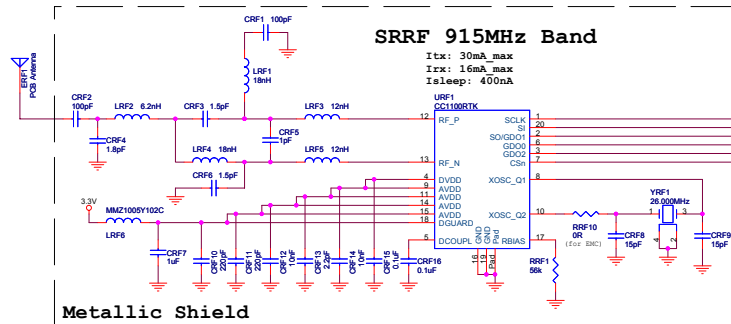 CRF1
100pF
SRRF 915MHz Band
Itx: 30mA_max
Irx: 16mA_max
Isleep: 400nA
ERF1
PCB Antenna
LRF1
18nH
URF1
CC1100RTK
CRF2
100pF
LRF2 6.2nH
CRF3 1.5pF
LRF3 12nH
12 RF_P
SCLK 1
SI 20
SO/GDO1 2
GDO0 6
GDO2 3
CSn 7
CRF4
1.8pF
CRF5
1pF
LRF4 18nH
LRF5 12nH
13 RF_N
CRF6 1.5pF
4 DVDD
9 AVDD
11 AVDD
14 AVDD
15 AVDD
18 DGUARD
5 DCOUPL
XOSC_Q1 8
XOSC_Q2 10
RBIAS 17
GND
GND
Pad
16
19
Pad
3.3V
MMZ1005Y102C
LRF6
YRF1
26.000MHz
1
3
4
2
RRF10
0R
(for EMC)
CRF8
15pF
CRF9
15pF
CRF7
1uF
CRF10
220pF
CRF11
220pF
CRF12
10nF
CRF13
2.2pF
CRF14
10nF
CRF15
0.1uF
CRF16
0.1uF
RRF1
56k
Metallic Shield